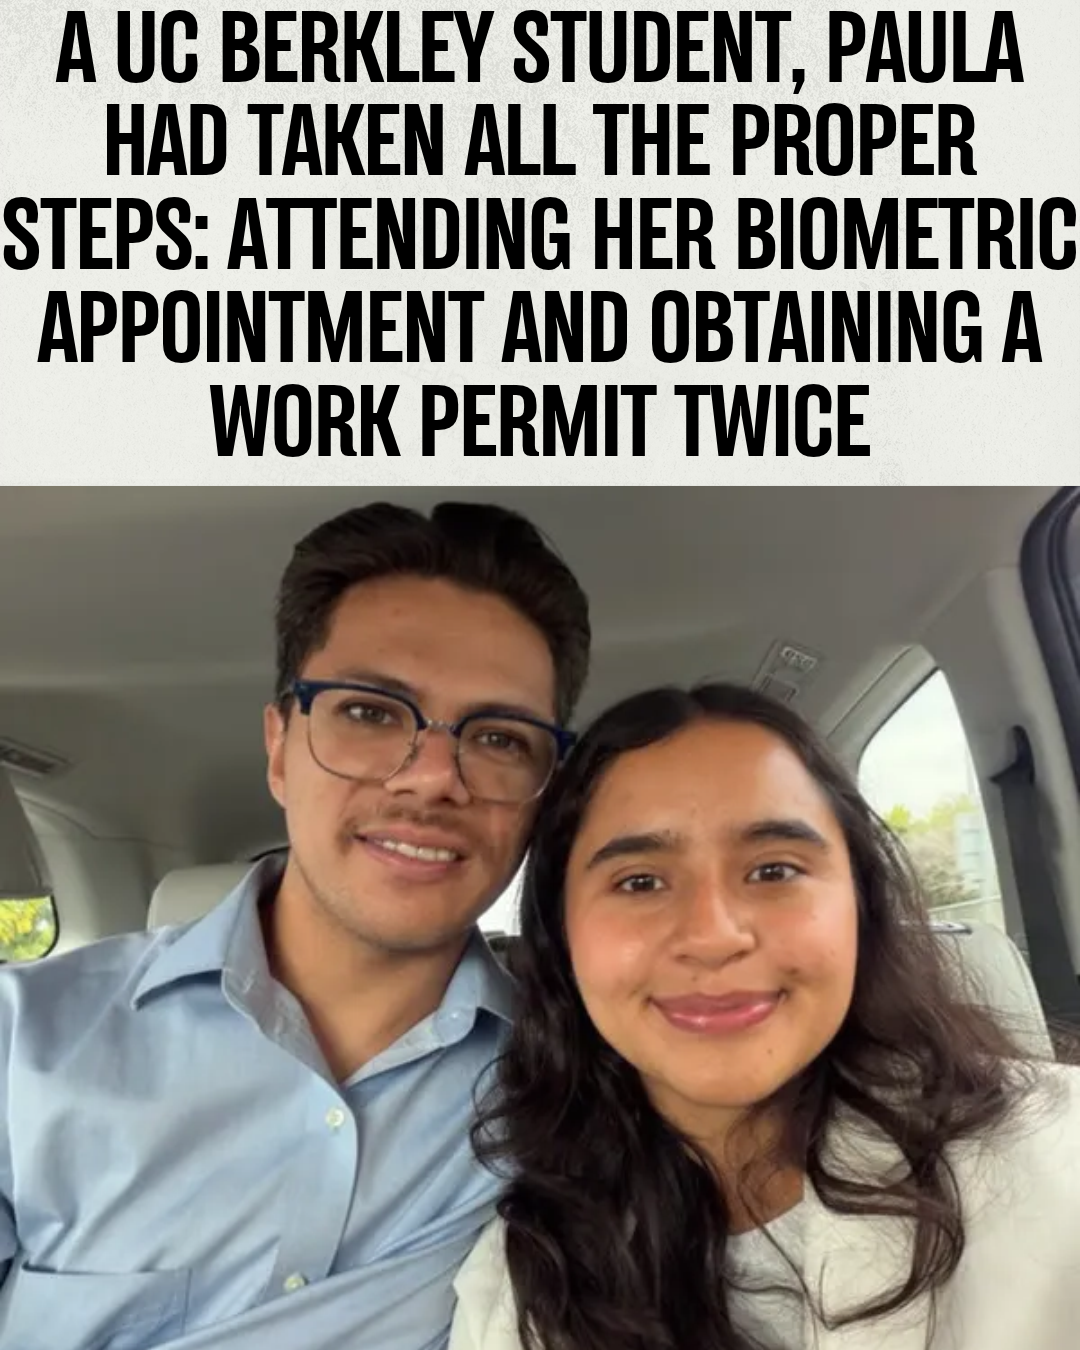 A UC BERKLEY STUDENT, PAULA
HAD TAKEN ALL THE PROPER
STEPS: ATTENDING HER BIOMETRIC
APPOINTMENT AND OBTAINING A
WORK PERMIT TWICE